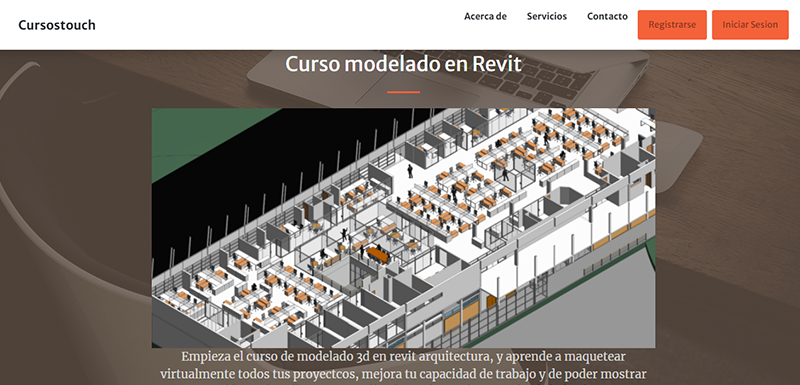 Cursostouch
Acerca de
Servicios
Contacto
Registrarse
Iniciar Sesion
Curso modelado en Revit
Empieza el curso de modelado 3d en revit arquitectura, y aprende a maquetear
virtualmente todos tus proyectcos, mejora tu capacidad de trabajo y de poder mostrar